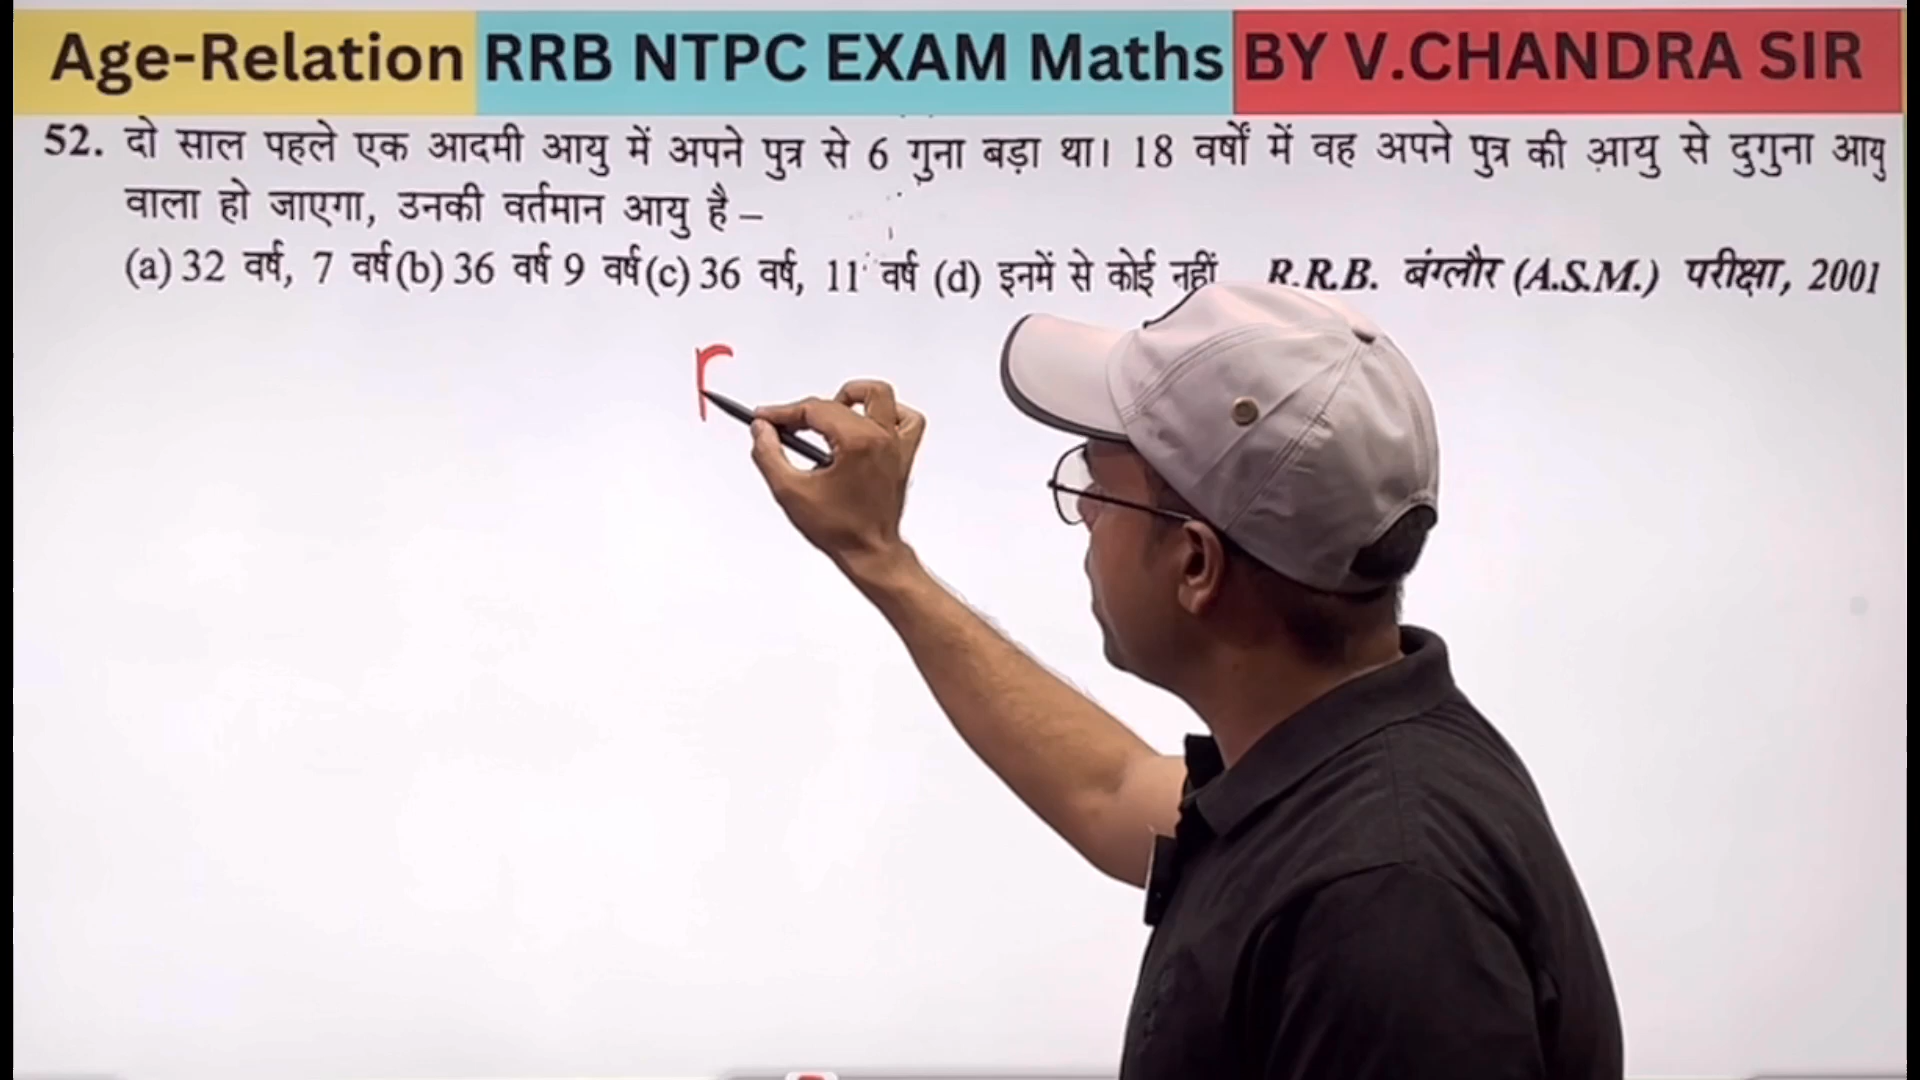 Age-Relation RRB NTPC EXAM Maths BY V.CHANDRA SIR
52. दो साल पहले एक आदमी आयु में अपने पुत्र से 6 गुना बड़ा था। 18 वर्षों में वह अपने पुत्र की आयु से दुगुना आयु
वाला हो जाएगा, उनकी वर्तमान आयु है –
(a) 32 वर्ष, 7 वर्ष (b) 36 वर्ष 9 वर्ष (c) 36 वर्ष, 11 वर्ष (d) इनमें से कोई नहीं R.R.B. बंग्लौर (A.S.M.) परीक्षा, 2001